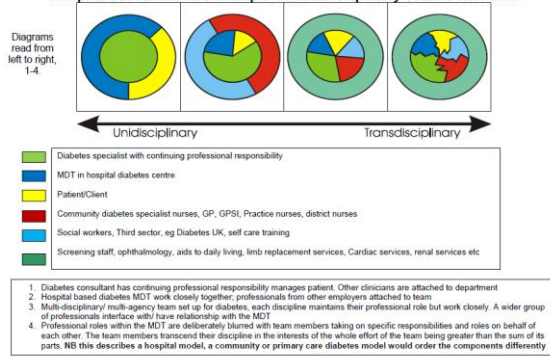 Diagrams
read from
left to right,
1-4.
Unidisciplinary
Transdisciplinary
Diabetes specialist with continuing professional responsibility
MDT in hospital diabetes centre
Patient/Client
Community diabetes specialist nurses, GP, GPSI, Practice nurses, district nurses
Social workers, Third sector, eg Diabetes UK, self care training
Screening staff, ophthalmology, aids to daily living, limb replacement services, Cardiac services, renal services etc
1. Diabetes consultant has continuing professional responsibility manages patient. Other clinicians are attached to department
2. Hospital based diabetes MDT work closely together; professionals from other employers attached to team
3. Multi-disciplinary/ multi-agency team set up for diabetes, each discipline maintains their professional role but work closely. A wider group
of professionals interface with/ have relationship with the MDT
4. Professional roles within the MDT are deliberately blurred with team members taking on specific responsibilities and roles on behalf of
each other. The team members transcend their discipline in the interests of the whole effort of the team being greater than the sum of its
parts. NB this describes a hospital model, a community or primary care diabetes model would order the components differently